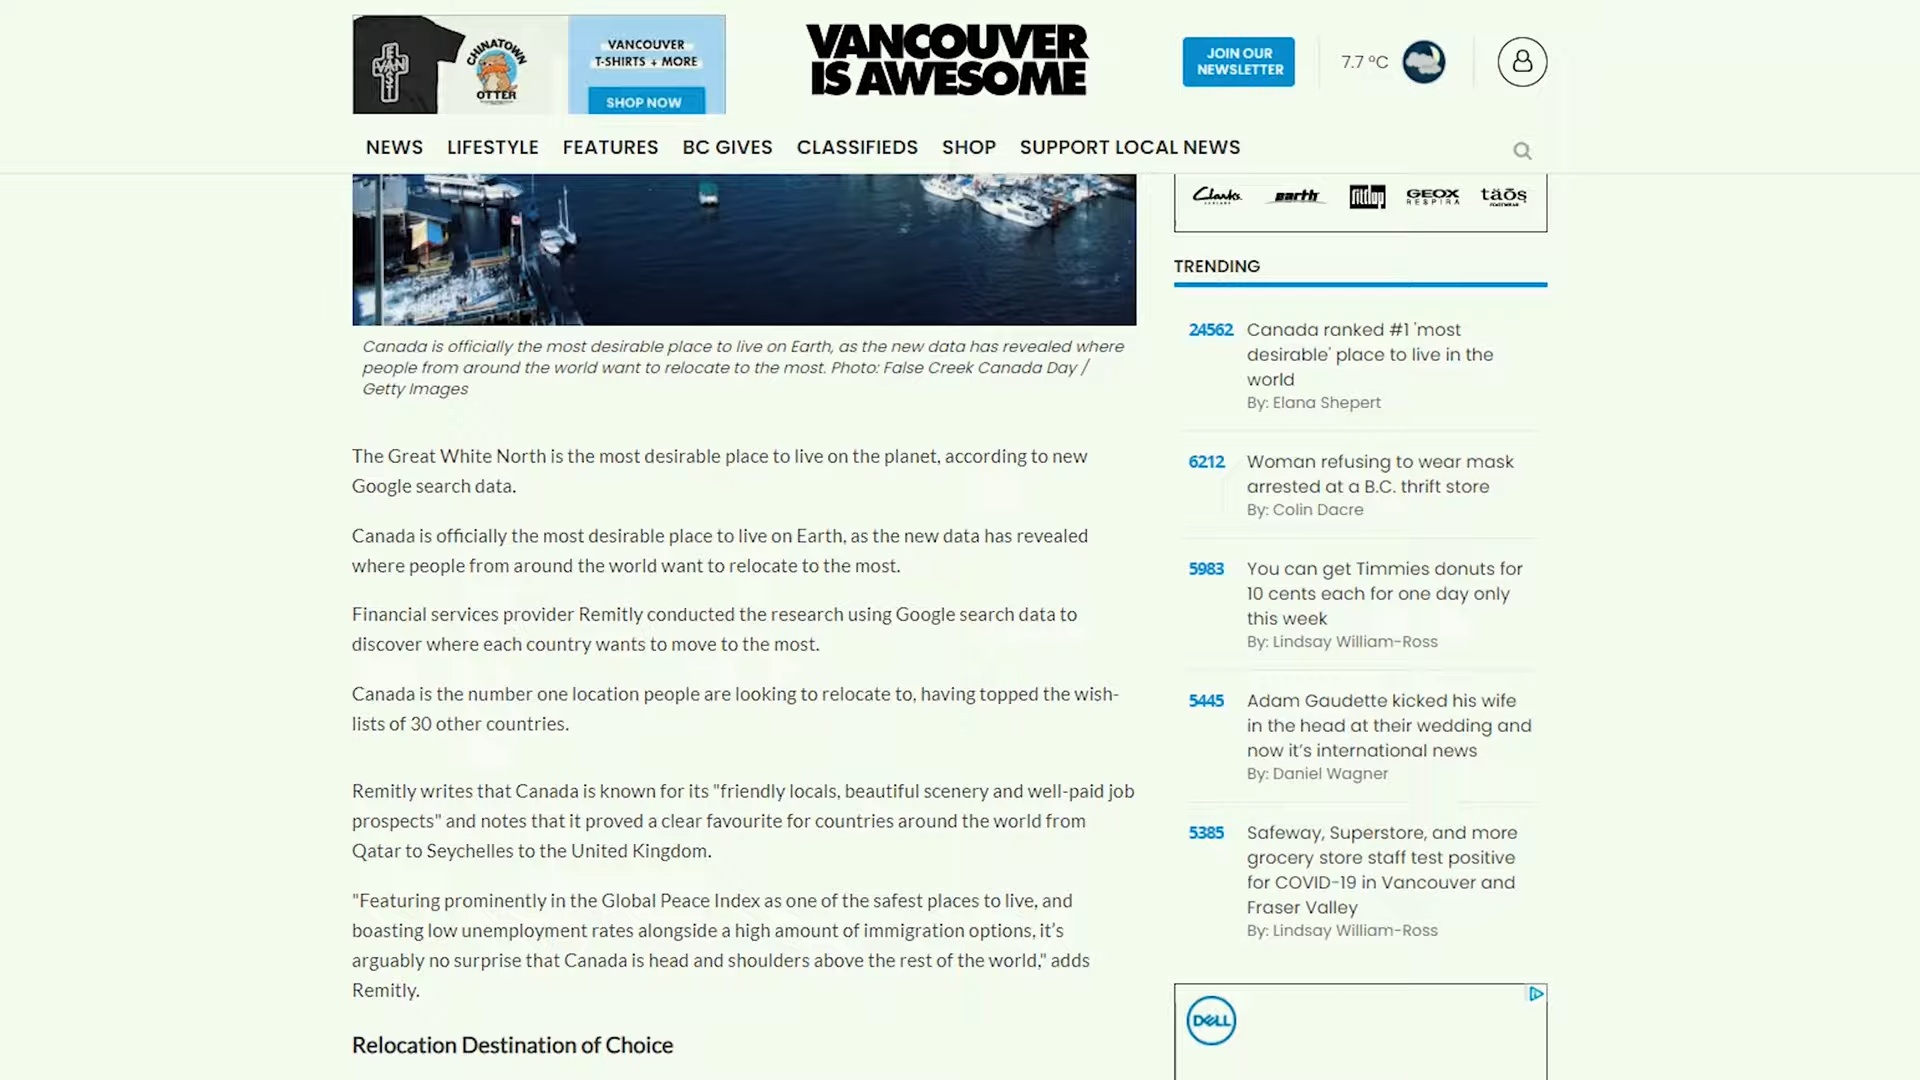 EAST
VAN
CHINATOWN
OTTER
VANCOUVER
T-SHIRTS + MORE
SHOP NOW
VANCOUVER
IS AWESOME
JOIN OUR
NEWSLETTER
7.7 °C
NEWS LIFESTYLE FEATURES BC GIVES CLASSIFIEDS SHOP SUPPORT LOCAL NEWS
Canada is officially the most desirable place to live on Earth, as the new data has revealed where
people from around the world want to relocate to the most. Photo: False Creek Canada Day /
Getty Images
The Great White North is the most desirable place to live on the planet, according to new
Google search data.
Canada is officially the most desirable place to live on Earth, as the new data has revealed
where people from around the world want to relocate to the most.
Financial services provider Remitly conducted the research using Google search data to
discover where each country wants to move to the most.
Canada is the number one location people are looking to relocate to, having topped the wish-
lists of 30 other countries.
Remitly writes that Canada is known for its "friendly locals, beautiful scenery and well-paid job
prospects" and notes that it proved a clear favourite for countries around the world from
Qatar to Seychelles to the United Kingdom.
"Featuring prominently in the Global Peace Index as one of the safest places to live, and
boasting low unemployment rates alongside a high amount of immigration options, it’s
arguably no surprise that Canada is head and shoulders above the rest of the world," adds
Remitly.
Relocation Destination of Choice
Clarks earth fitflop GEOX RESPIRA täōs
TRENDING
24562 Canada ranked #1 'most
desirable' place to live in the
world
By: Elana Shepert
6212 Woman refusing to wear mask
arrested at a B.C. thrift store
By: Colin Dacre
5983 You can get Timmies donuts for
10 cents each for one day only
this week
By: Lindsay William-Ross
5445 Adam Gaudette kicked his wife
in the head at their wedding and
now it’s international news
By: Daniel Wagner
5385 Safeway, Superstore, and more
grocery store staff test positive
for COVID-19 in Vancouver and
Fraser Valley
By: Lindsay William-Ross
DELL